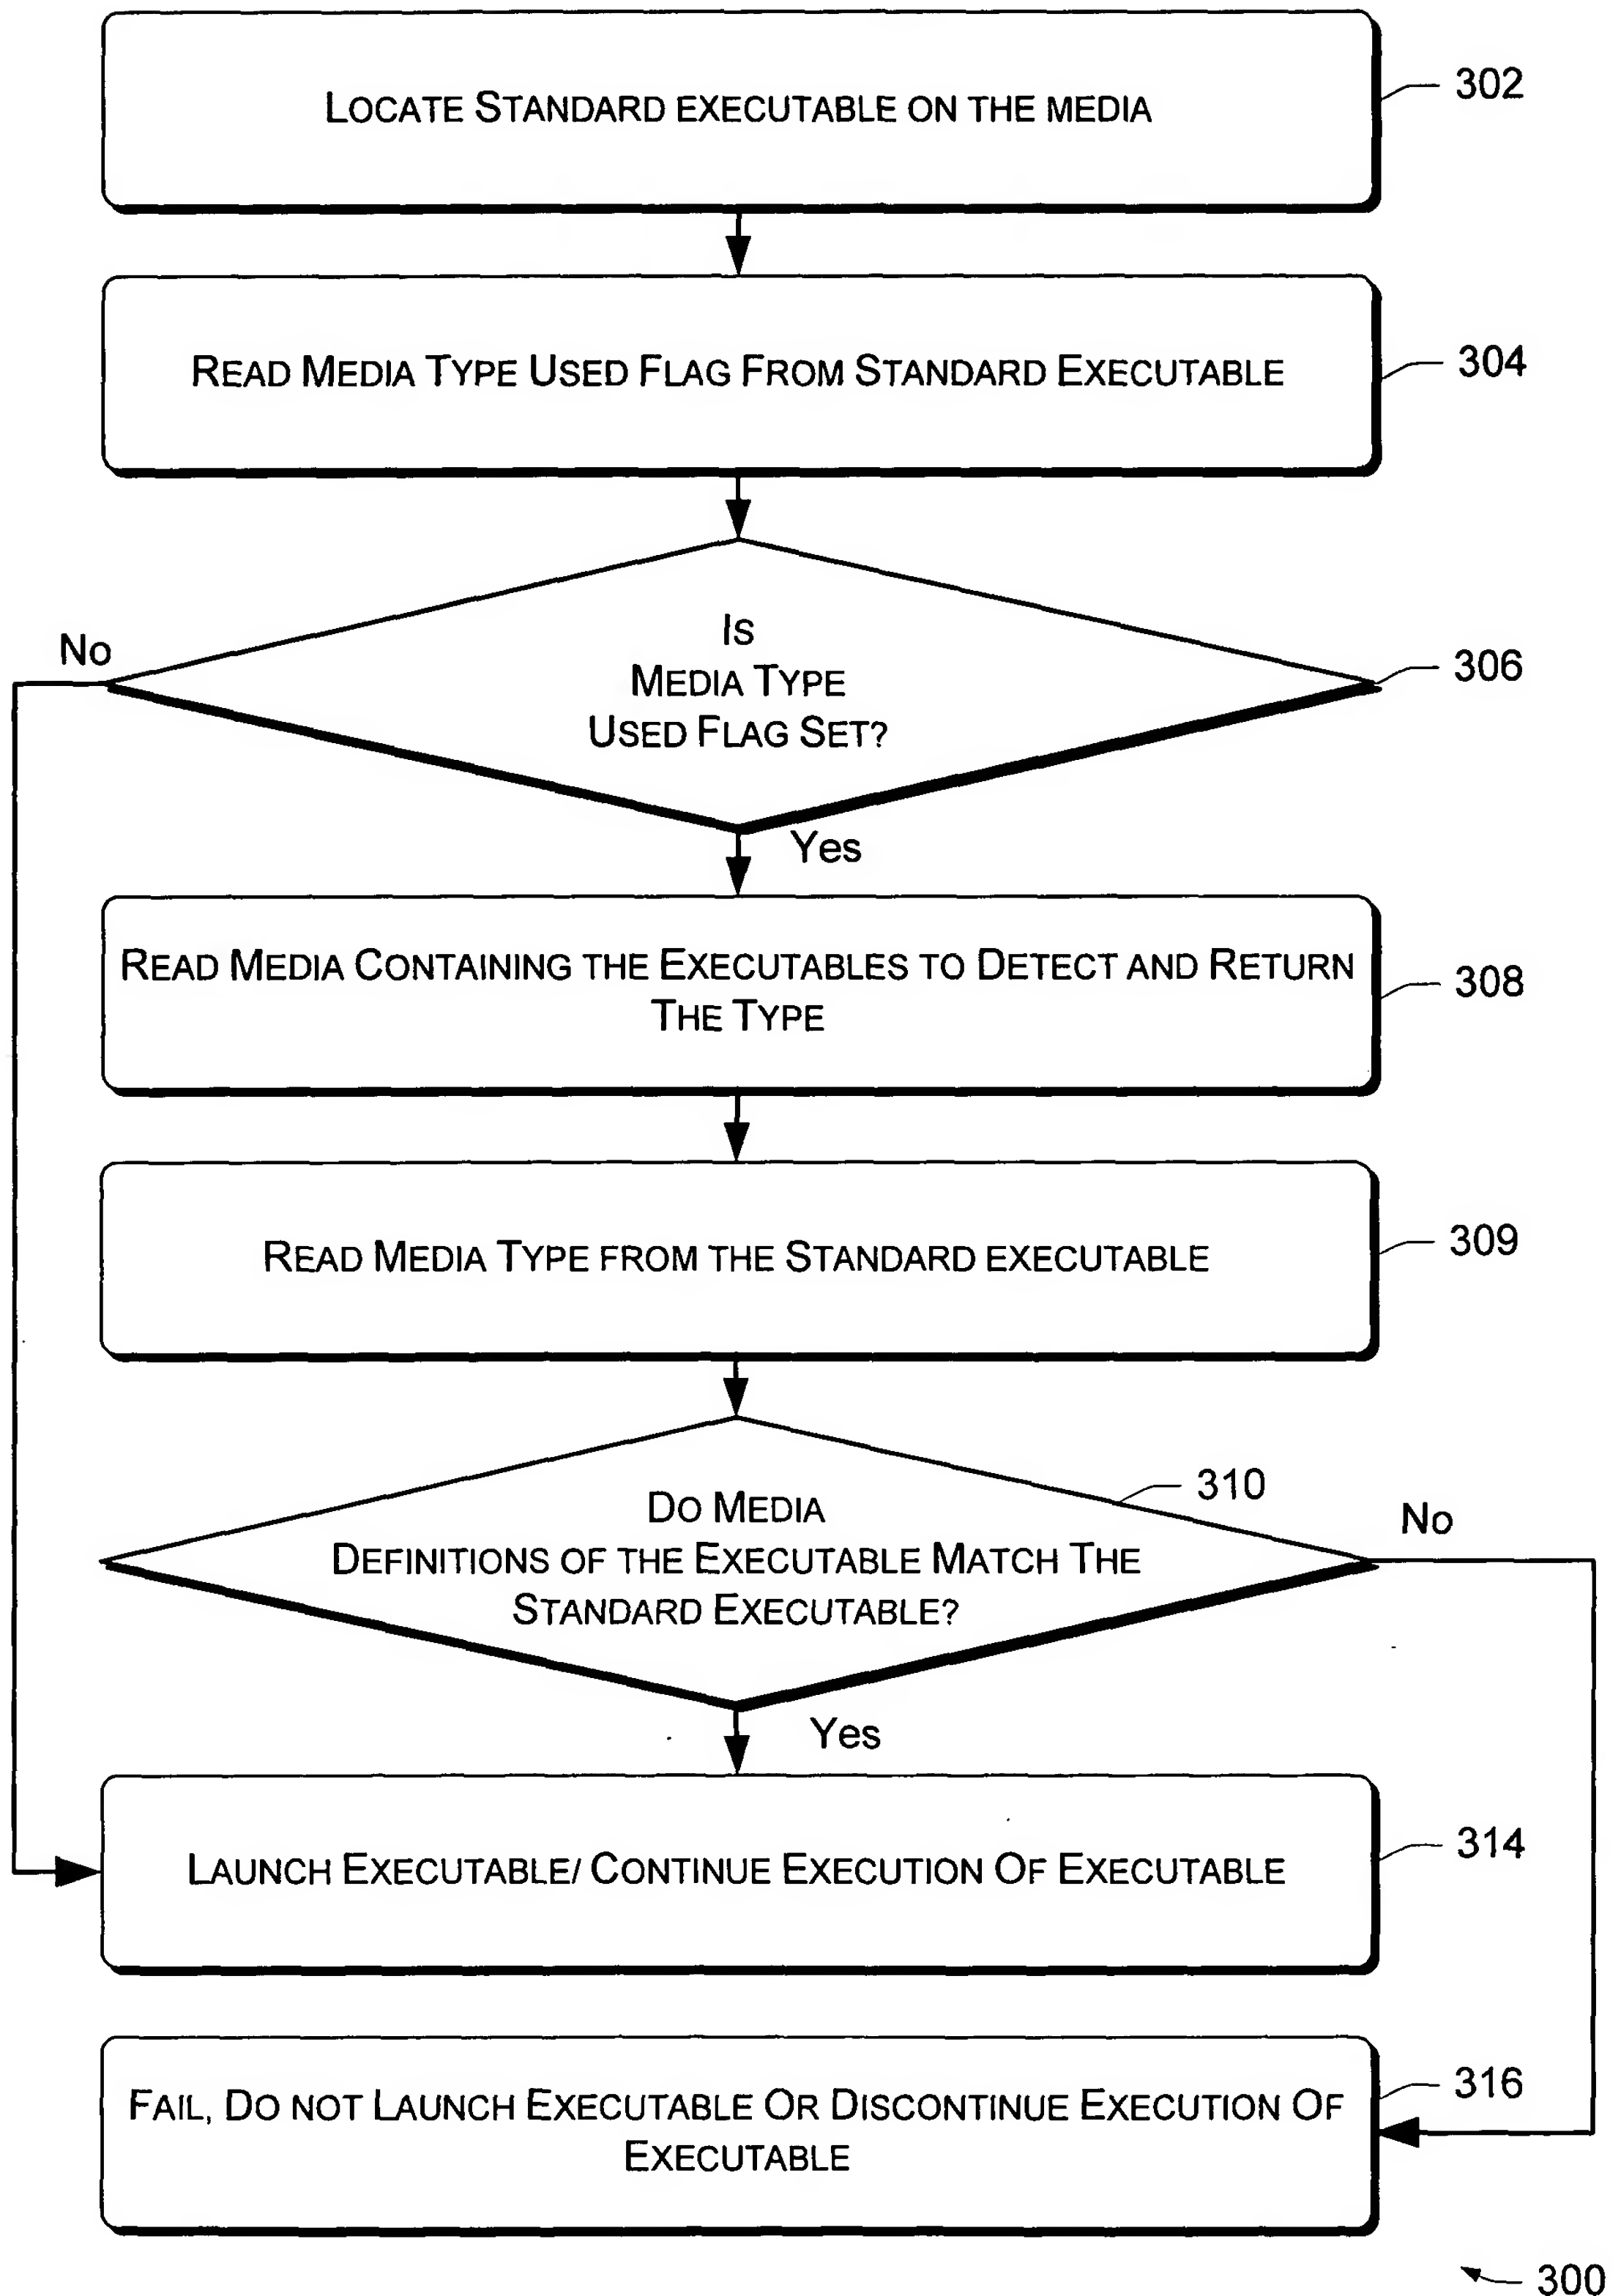 LOCATE STANDARD EXECUTABLE ON THE MEDIA
302
READ MEDIA TYPE USED FLAG FROM STANDARD EXECUTABLE
304
No
IS
MEDIA TYPE
USED FLAG SET?
306
Yes
READ MEDIA CONTAINING THE EXECUTABLES TO DETECT AND RETURN
THE TYPE
308
READ MEDIA TYPE FROM THE STANDARD EXECUTABLE
309
310
DO MEDIA
DEFINITIONS OF THE EXECUTABLE MATCH THE
STANDARD EXECUTABLE?
No
Yes
LAUNCH EXECUTABLE/ CONTINUE EXECUTION OF EXECUTABLE
314
FAIL, DO NOT LAUNCH EXECUTABLE OR DISCONTINUE EXECUTION OF
EXECUTABLE
316
300